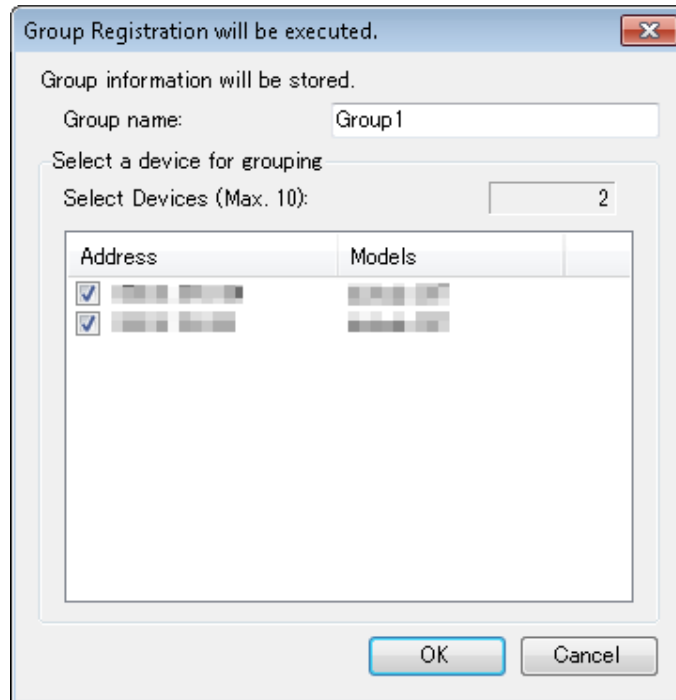 Group Registration will be executed.
Group information will be stored.
Group name: Group1
Select a device for grouping
Select Devices (Max. 10): 2
Address Models
OK Cancel